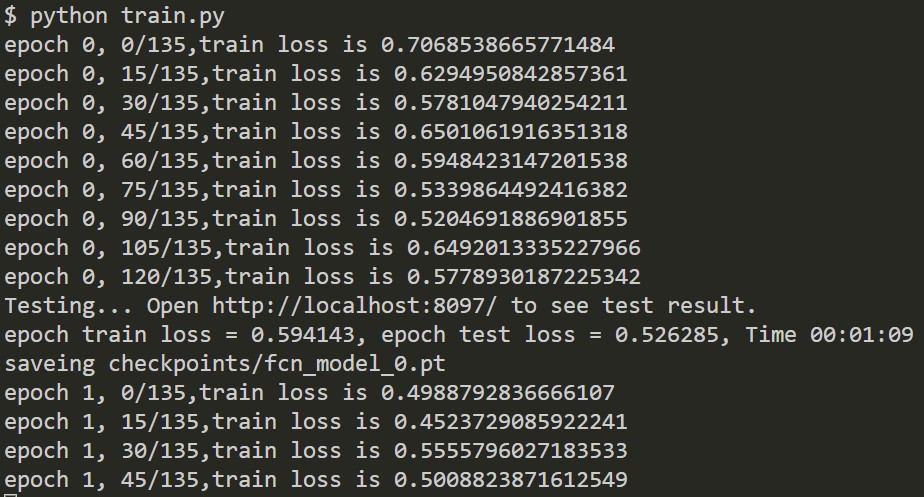 $ python train.py
epoch 0, 0/135,train loss is 0.7068538665771484
epoch 0, 15/135,train loss is 0.6294950842857361
epoch 0, 30/135,train loss is 0.5781047940254211
epoch 0, 45/135,train loss is 0.6501061916351318
epoch 0, 60/135,train loss is 0.5948423147201538
epoch 0, 75/135,train loss is 0.5339864492416382
epoch 0, 90/135,train loss is 0.5204691886901855
epoch 0, 105/135,train loss is 0.6492013335227966
epoch 0, 120/135,train loss is 0.5778930187225342
Testing... Open http://localhost:8097/ to see test result.
epoch train loss = 0.594143, epoch test loss = 0.526285, Time 00:01:09
saveing checkpoints/fcn_model_0.pt
epoch 1, 0/135,train loss is 0.4988792836666107
epoch 1, 15/135,train loss is 0.4523729085922241
epoch 1, 30/135,train loss is 0.5555796027183533
epoch 1, 45/135,train loss is 0.5008823871612549